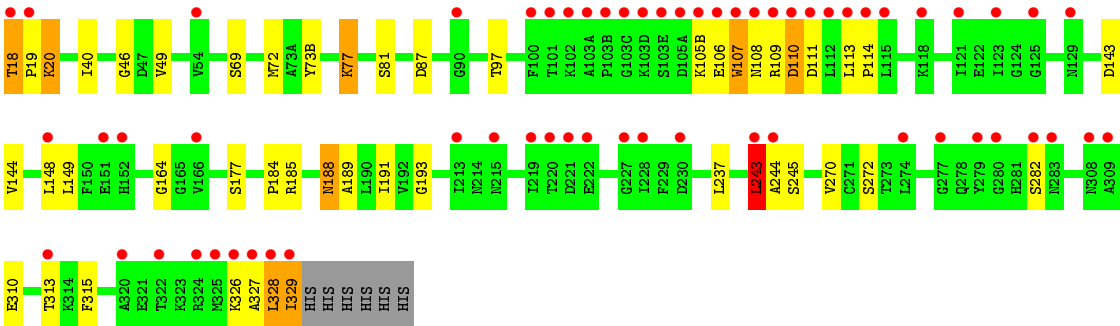 T18 P19 K20 I40 G46 D47 V49 V54 S69 M72 A73A Y73B K77 S81 D87 G90 T97 F100 T101 K102 A103A P103B G103C K103D S103E D105A K105B E106 W107 N108 R109 D110 D111 L112 L113 P114 L115 K118 I121 E122 I123 G124 G125 N129 D143
V144 L148 L149 F150 E151 H152 G164 G165 V166 S177 P184 R185 N188 A189 L190 I191 V192 G193 I213 N214 N215 I219 T220 D221 E222 G227 I228 F229 D230 L237 L243 A244 S245 V270 C271 S272 T273 L274 G277 Q278 Y279 G280 H281 S282 N283 N308 A309
E310 T313 K314 F315 A320 E321 T322 K323 R324 M325 K326 A327 L328 I329 HIS HIS HIS HIS HIS HIS